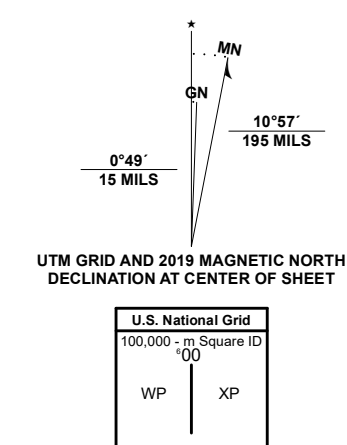 ★
MN
GN
10°57´
195 MILS
0°49´
15 MILS
UTM GRID AND 2019 MAGNETIC NORTH
DECLINATION AT CENTER OF SHEET
U.S. National Grid
100,000 - m Square ID
⁶00
WP XP